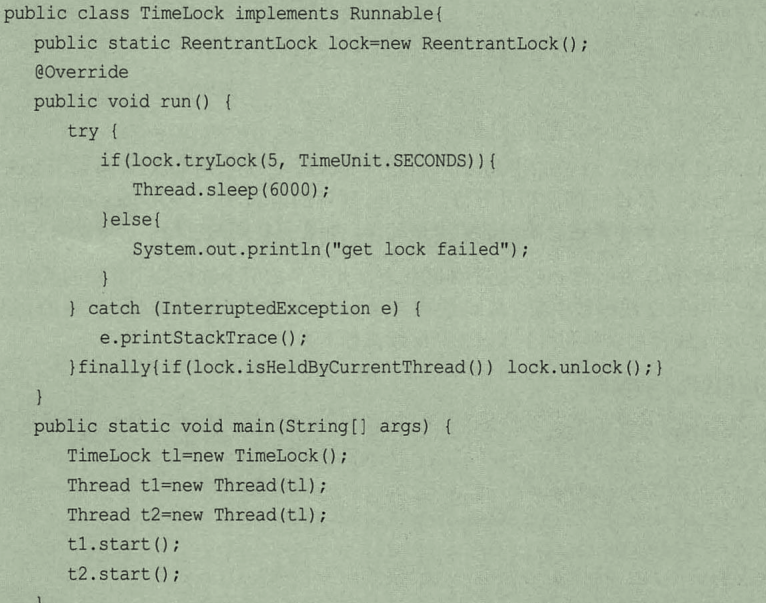 public class TimeLock implements Runnable{
public static ReentrantLock lock=new ReentrantLock();
@Override
public void run() {
try {
if(lock.tryLock(5, TimeUnit.SECONDS)){
Thread.sleep(6000);
}else{
System.out.println("get lock failed");
}
} catch (InterruptedException e) {
e.printStackTrace();
}finally{if(lock.isHeldByCurrentThread()) lock.unlock();}
}
public static void main(String[] args) {
TimeLock tl=new TimeLock();
Thread t1=new Thread(tl);
Thread t2=new Thread(tl);
t1.start();
t2.start();
}